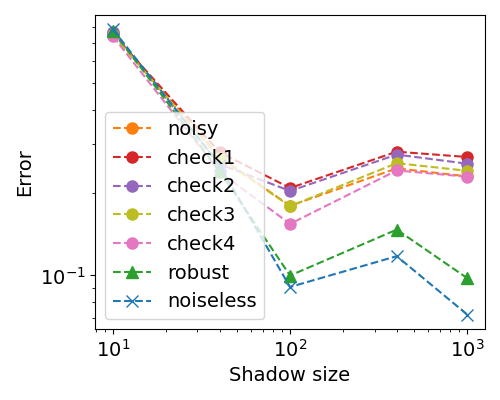 Error
10⁻¹
noisy
check1
check2
check3
check4
robust
noiseless
10¹ 10² 10³
Shadow size